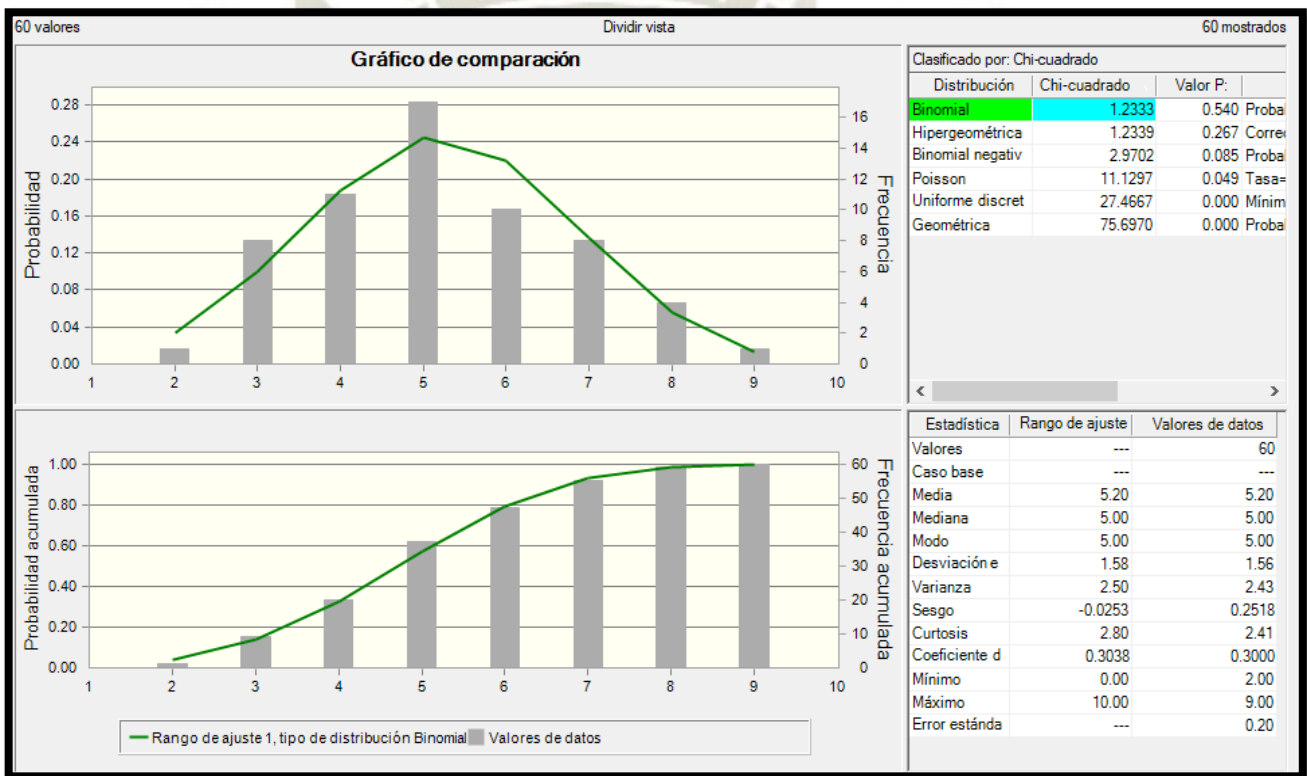 60 valores Dividir vista 60 mostrados
Gráfico de comparación
Probabilidad
0.28
0.24
0.20
0.16
0.12
0.08
0.04
0.00
1 2 3 4 5 6 7 8 9 10
16
14
12
10
8
6
4
2
0
Frecuencia
Clasificado por: Chi-cuadrado
Distribución Chi-cuadrado Valor P:
Binomial 1.2333 0.540 Probal
Hipergeométrica 1.2339 0.267 Corre
Binomial negativ 2.9702 0.085 Probal
Poisson 11.1297 0.049 Tasa=
Uniforme discret 27.4667 0.000 Mínim
Geométrica 75.6970 0.000 Probal
Probabilidad acumulada
1.00
0.80
0.60
0.40
0.20
0.00
1 2 3 4 5 6 7 8 9 10
60
50
40
30
20
10
0
Frecuencia acumulada
Rango de ajuste 1, tipo de distribución Binomial Valores de datos
Estadística Rango de ajuste Valores de datos
Valores --- 60
Caso base --- ---
Media 5.20 5.20
Mediana 5.00 5.00
Modo 5.00 5.00
Desviación e 1.58 1.56
Varianza 2.50 2.43
Sesgo -0.0253 0.2518
Curtosis 2.80 2.41
Coeficiente d 0.3038 0.3000
Mínimo 0.00 2.00
Máximo 10.00 9.00
Error estánda --- 0.20